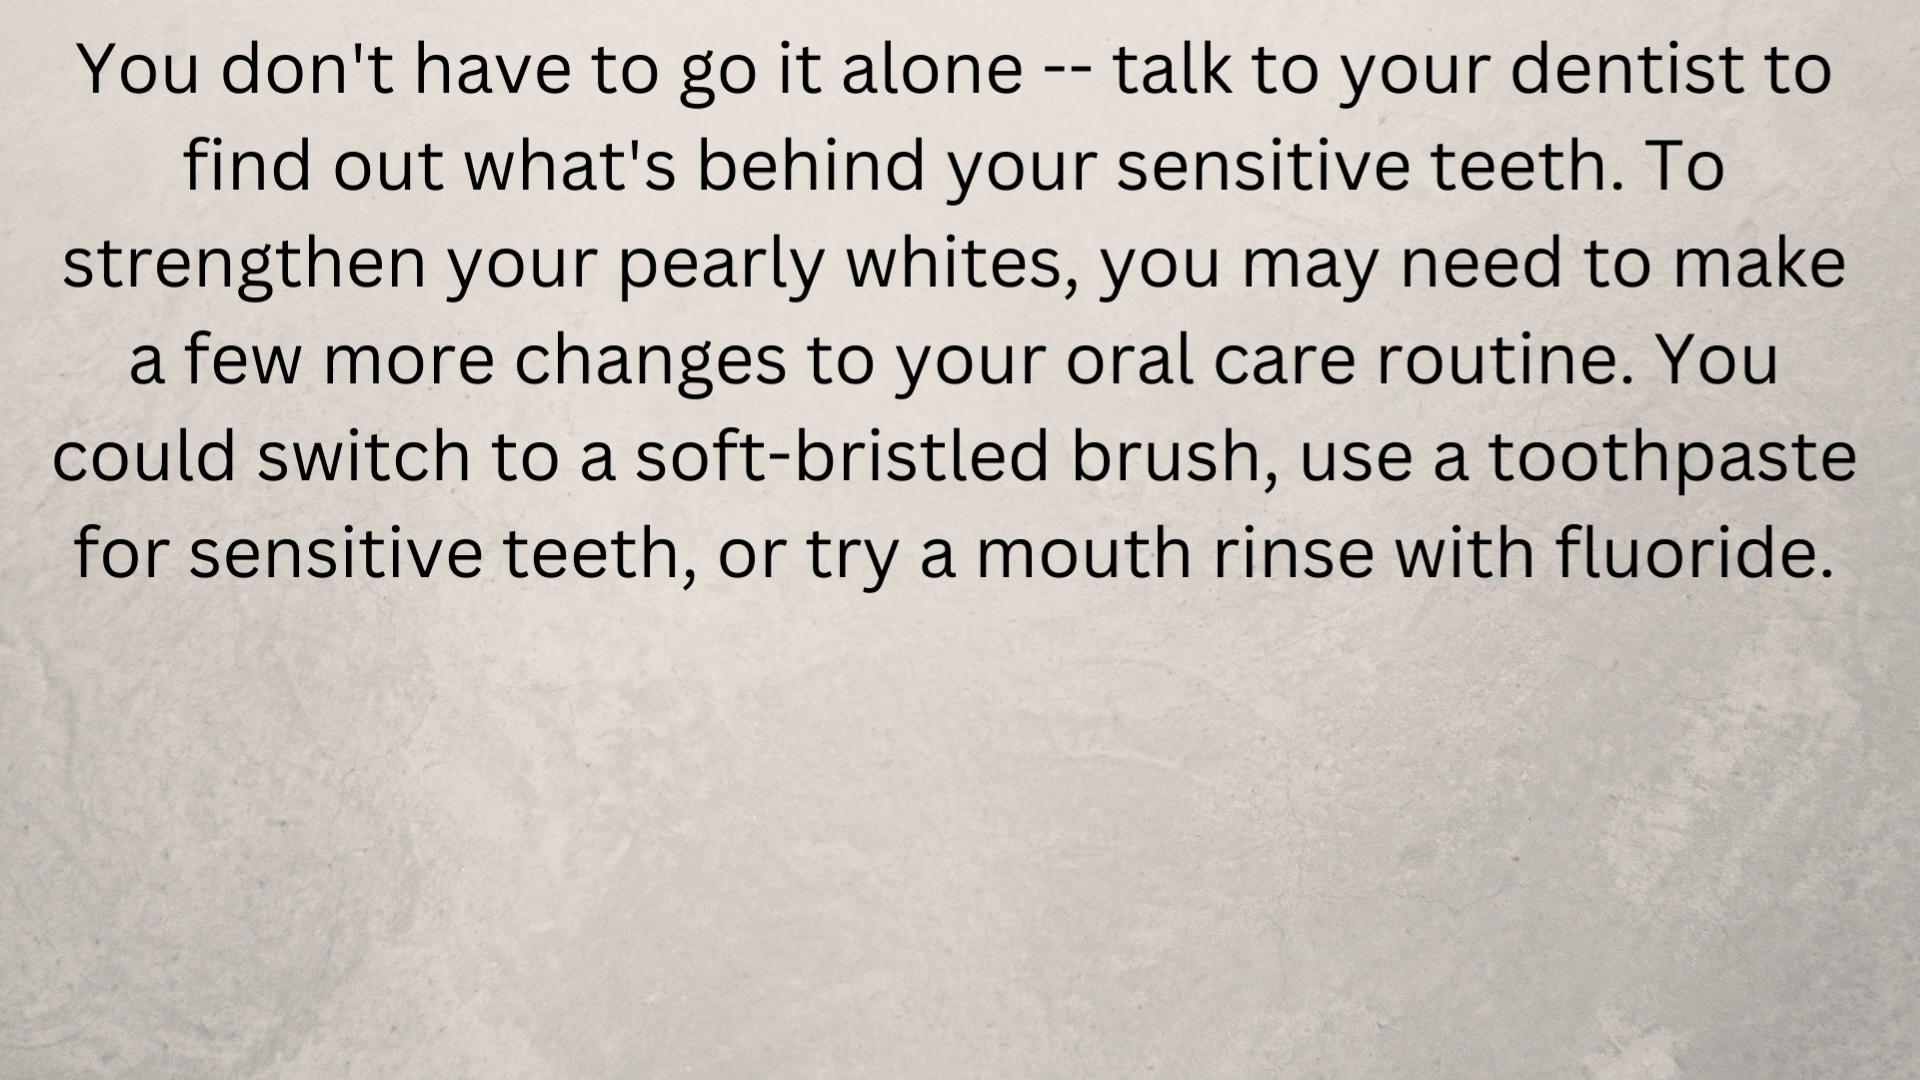 You don't have to go it alone -- talk to your dentist to
find out what's behind your sensitive teeth. To
strengthen your pearly whites, you may need to make
a few more changes to your oral care routine. You
could switch to a soft-bristled brush, use a toothpaste
for sensitive teeth, or try a mouth rinse with fluoride.